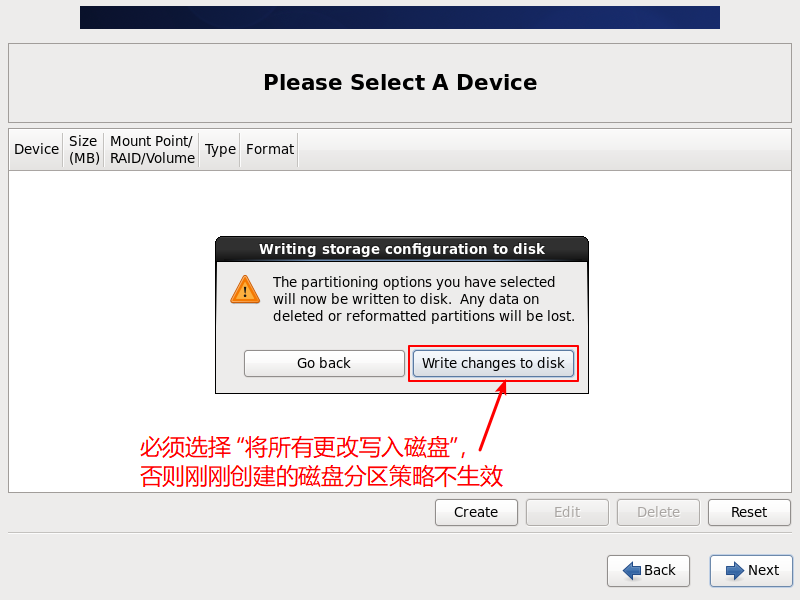 Please Select A Device
Device
Size
(MB)
Mount Point/
RAID/Volume
Type
Format
Writing storage configuration to disk
The partitioning options you have selected
will now be written to disk.  Any data on
deleted or reformatted partitions will be lost.
Go back
Write changes to disk
必须选择 “将所有更改写入磁盘”,
否则刚刚创建的磁盘分区策略不生效
Create
Edit
Delete
Reset
Back
Next